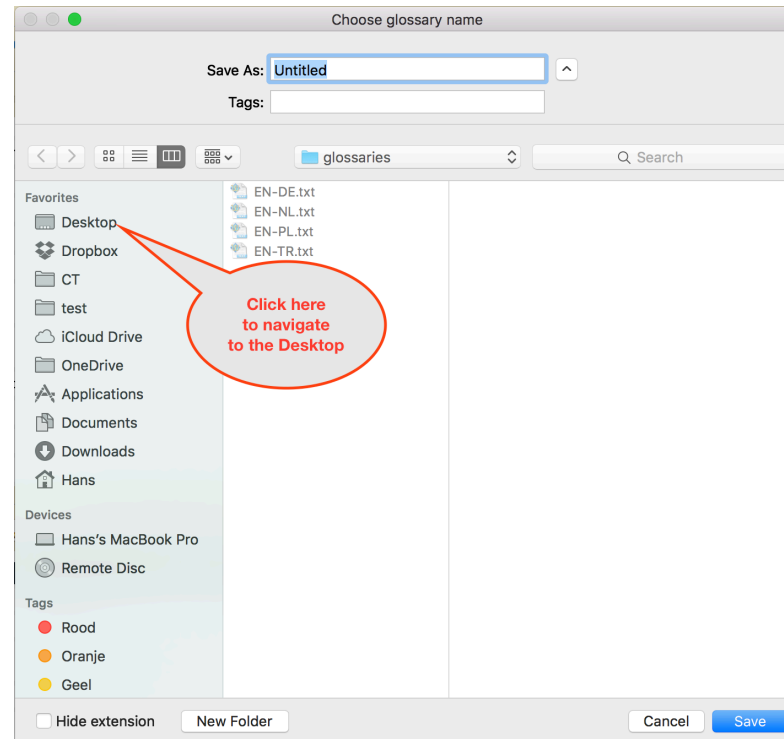 Choose glossary name
Save As: Untitled
Tags:
glossaries
Search
Favorites
Desktop
Dropbox
CT
test
iCloud Drive
OneDrive
Applications
Documents
Downloads
Hans
Devices
Hans's MacBook Pro
Remote Disc
Tags
Rood
Oranje
Geel
EN-DE.txt
EN-NL.txt
EN-PL.txt
EN-TR.txt
Click here
to navigate
to the Desktop
Hide extension
New Folder
Cancel
Save